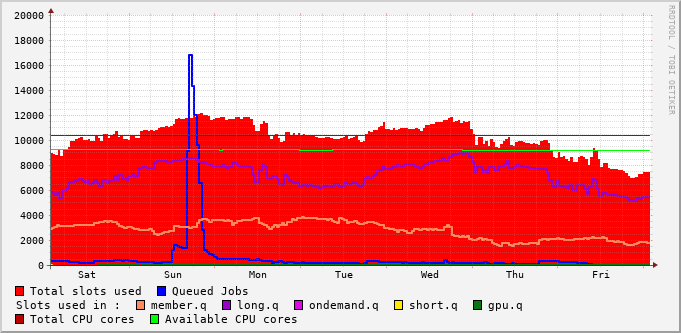 20000
18000
16000
14000
12000
10000
8000
6000
4000
2000
0
Sat Sun Mon Tue Wed Thu Fri
RRDTOOL / TOBI OETIKER
Total slots used Queued Jobs
Slots used in : member.q long.q ondemand.q short.q gpu.q
Total CPU cores Available CPU cores